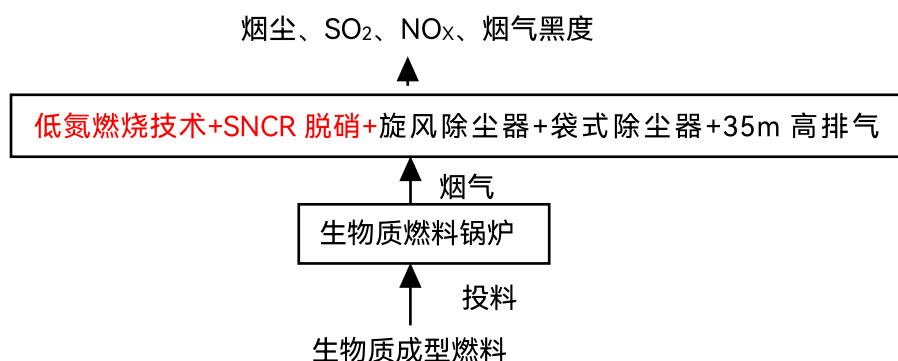 烟尘、SO₂、NOX、烟气黑度
低氮燃烧技术+SNCR 脱硝+旋风除尘器+袋式除尘器+35m 高排气
烟气
生物质燃料锅炉
投料
生物质成型燃料